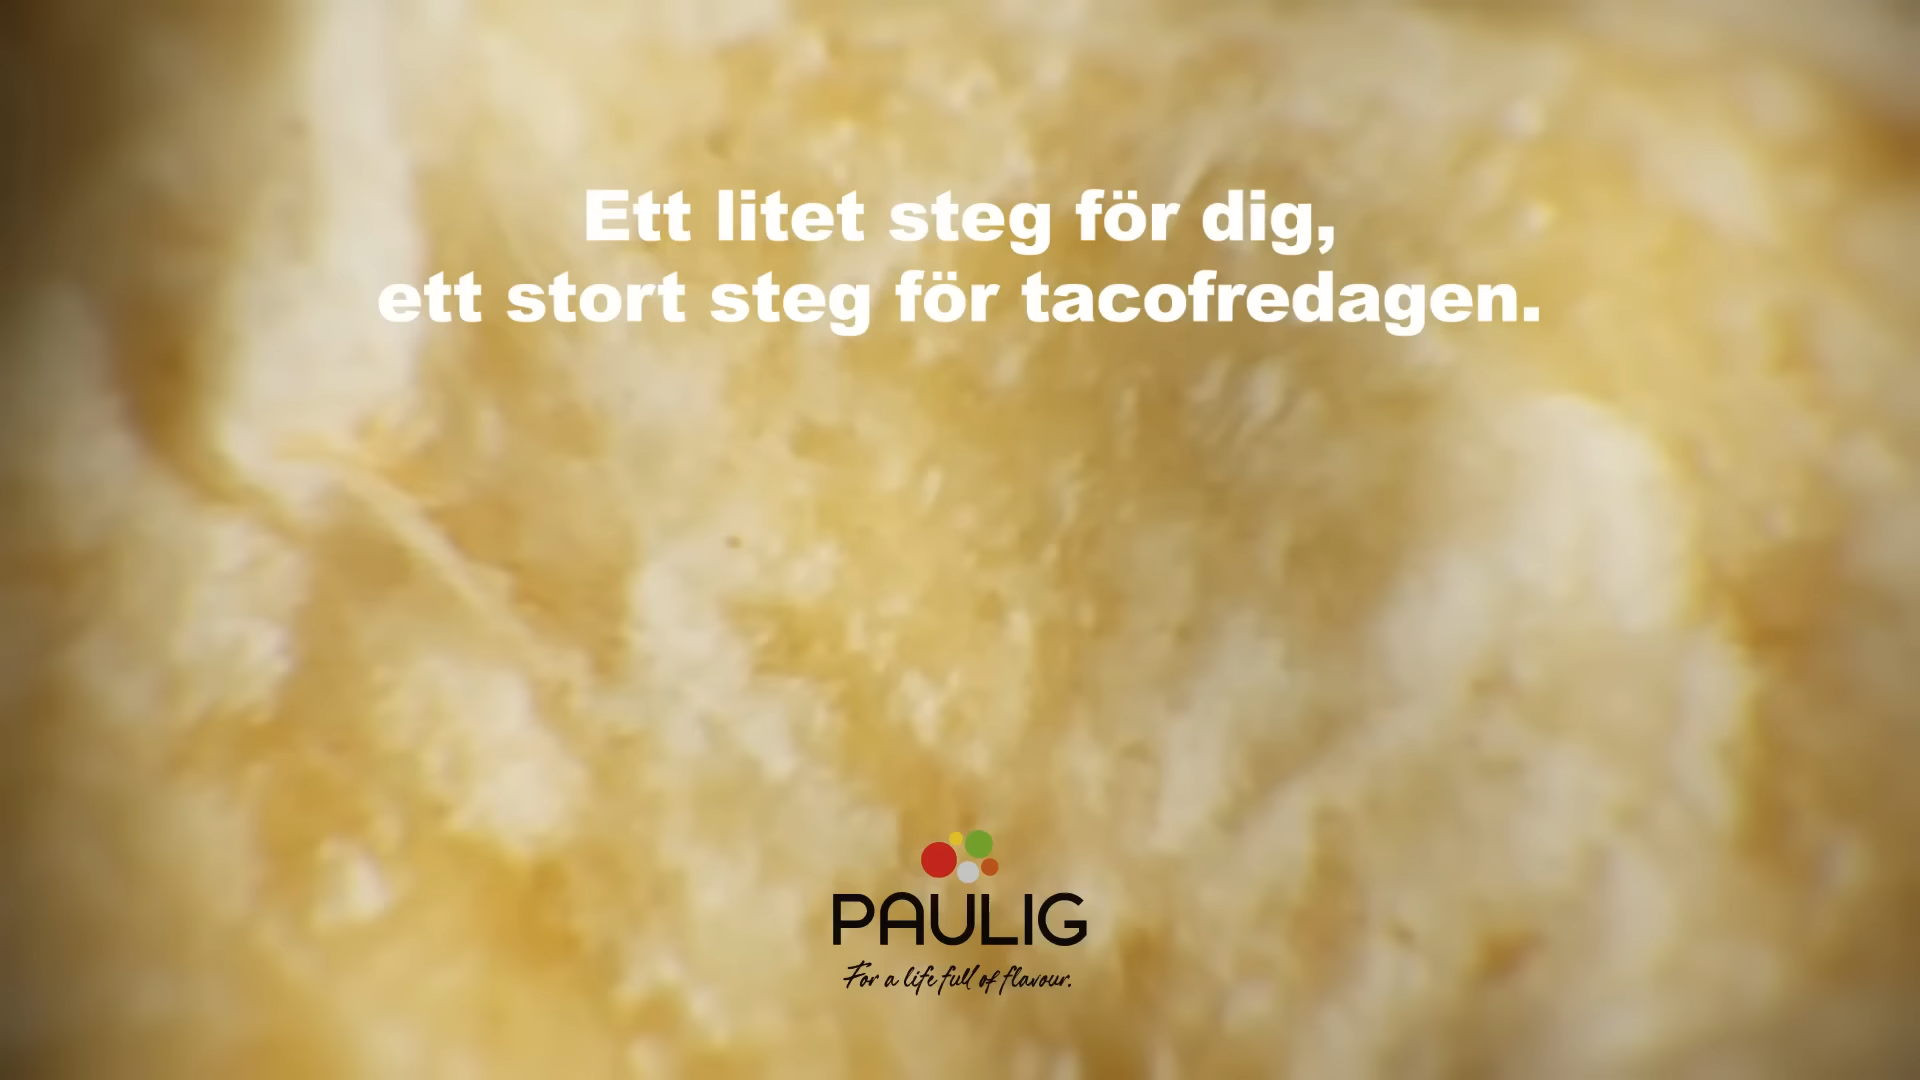 Ett litet steg för dig,
ett stort steg för tacofredagen.
PAULIG
For a life full of flavour.